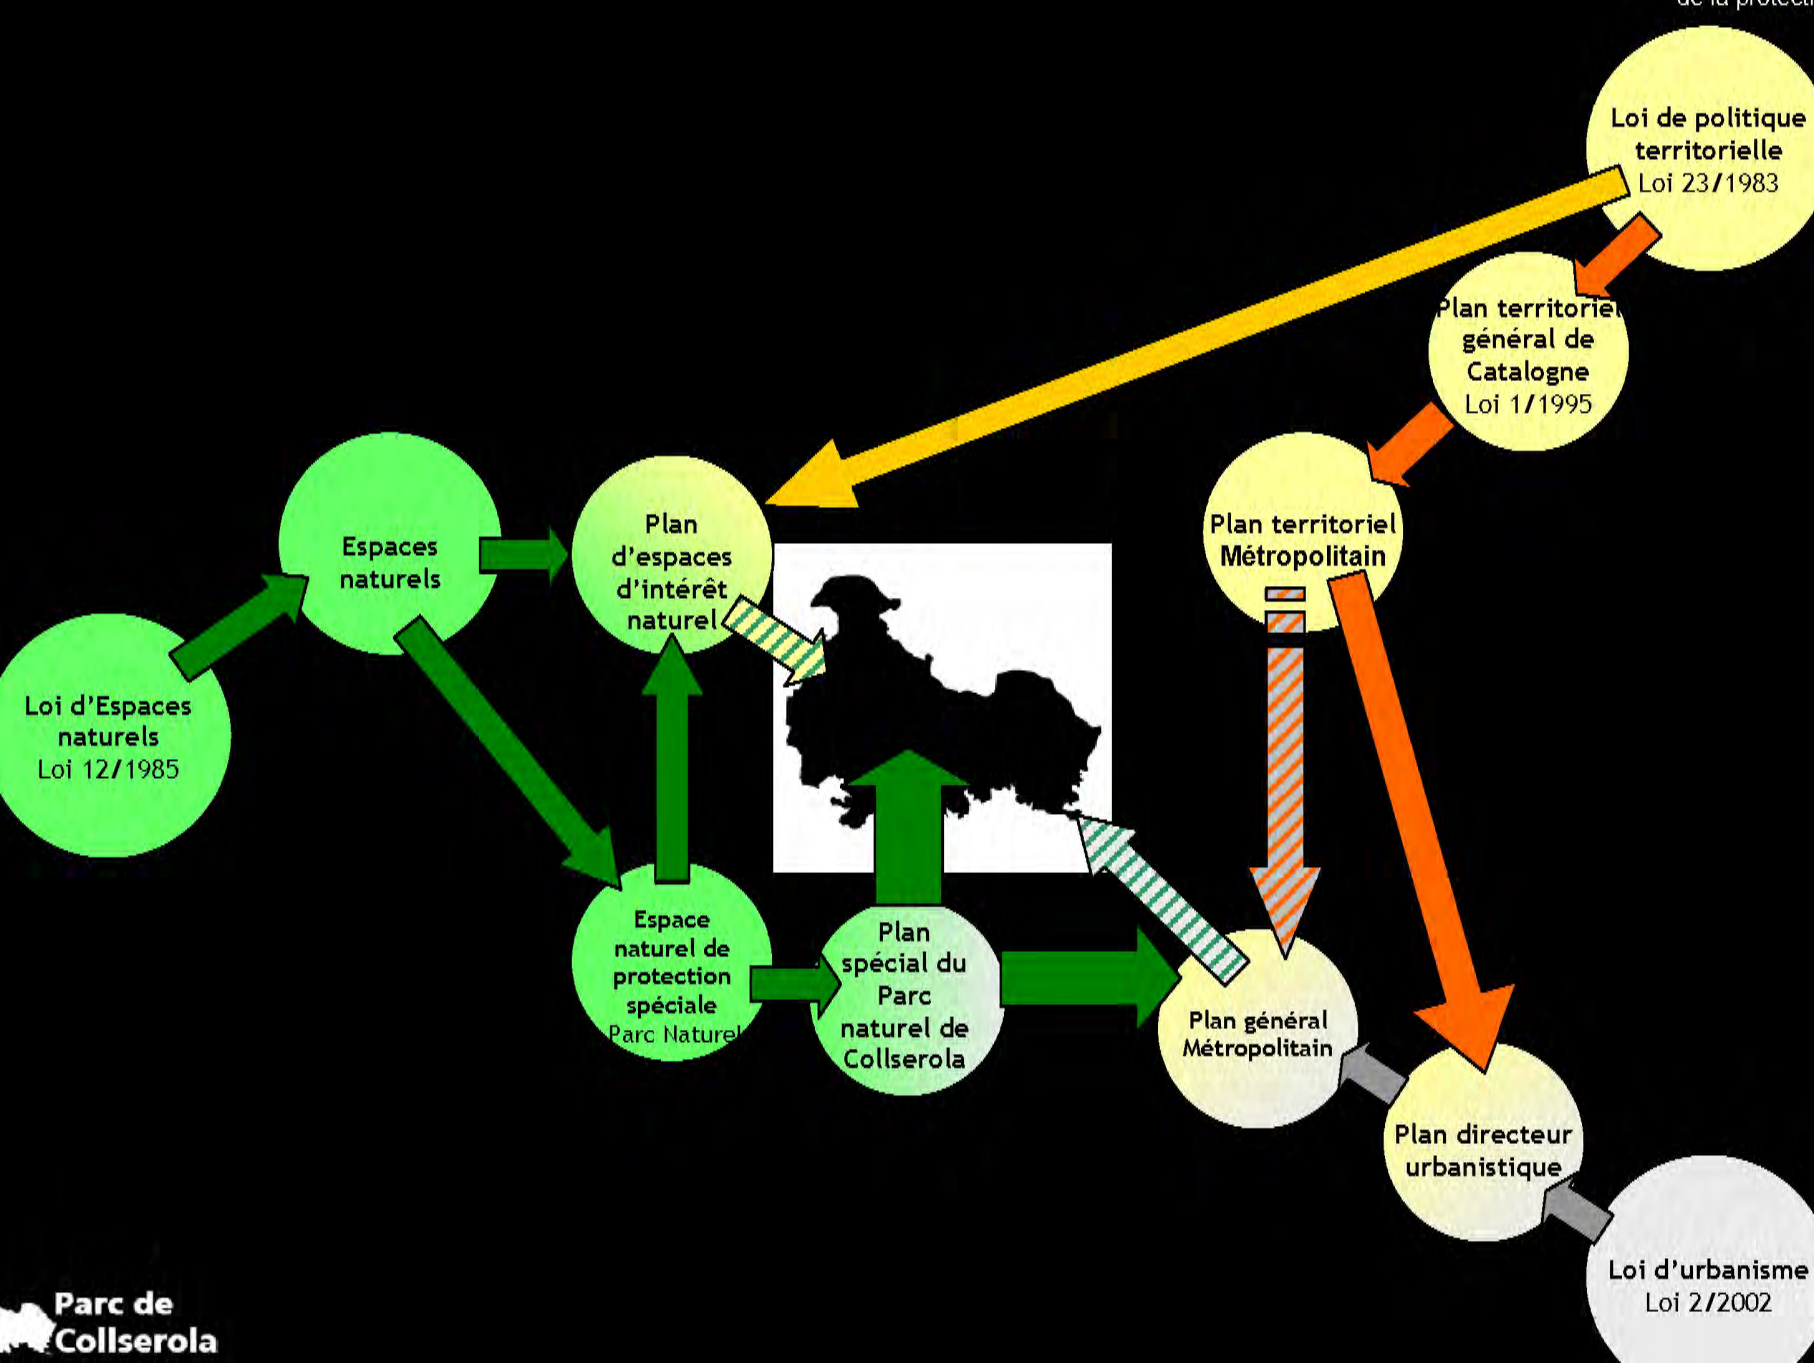 de la protecti
Loi de politique
territorielle
Loi 23/1983
Plan territoriel
général de
Catalogne
Loi 1/1995
Plan territoriel
Métropolitain
Espaces
naturels
Plan
d'espaces
d'intérêt
naturel
Loi d'Espaces
naturels
Loi 12/1985
Espace
naturel de
protection
spéciale
Parc Naturel
Plan
spécial du
Parc
naturel de
Collserola
Plan général
Métropolitain
Plan directeur
urbanistique
Loi d'urbanisme
Loi 2/2002
Parc de
Collserola